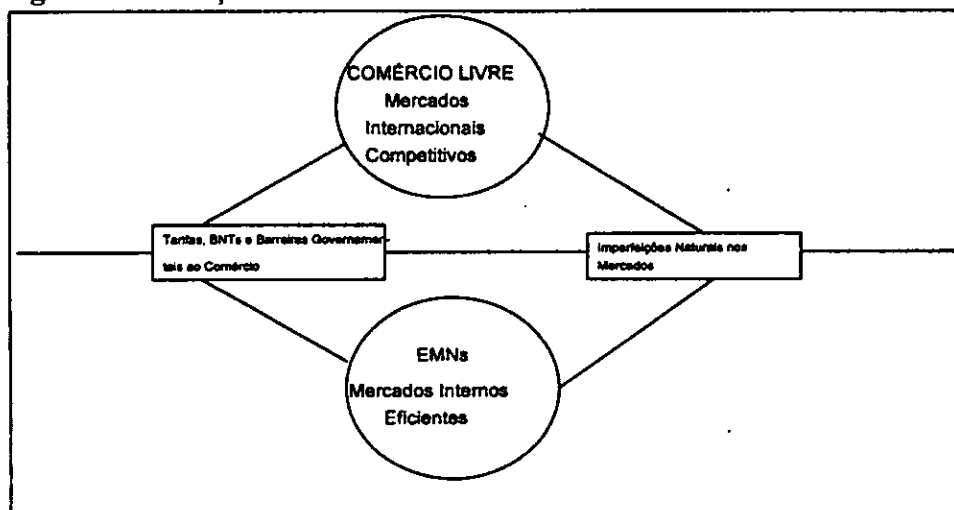 COMÉRCIO LIVRE
Mercados
Internacionais
Competitivos
Tarifas, BNTs e Barreiras Governamen-
tais ao Comércio
Imperfeições Naturais nos
Mercados
EMNs
Mercados Internos
Eficientes